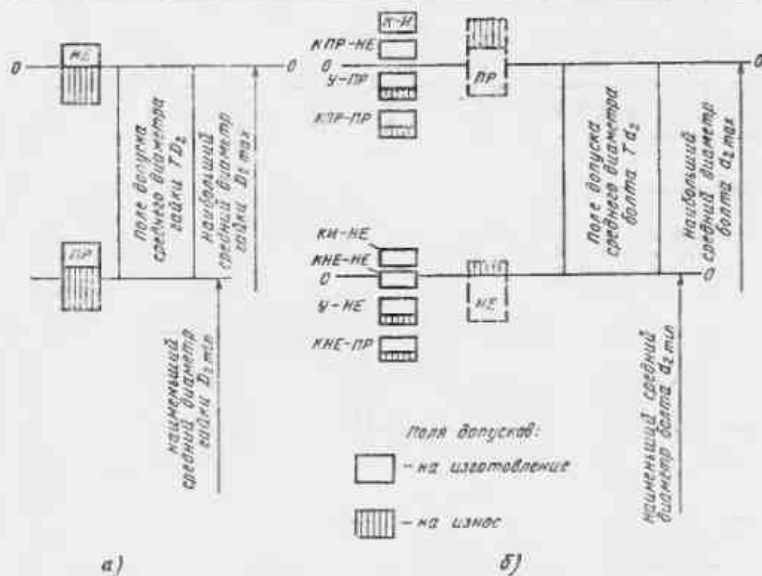 НЕ
0
0
ПР
Поле допуска
среднего диаметра
гайки TD2
наибольший
средний диаметр
гайки D2 max
наименьший
средний диаметр
гайки D2 min
а)
К-И
КПР-НЕ
0
У-ПР
КПР-ПР
ПР
0
КИ-НЕ
КНЕ-НЕ
0
У-НЕ
КНЕ-ПР
НЕ
0
Поле допуска
среднего диаметра
болта Td2
наибольший
средний диаметр
болта d2 max
наименьший средний
диаметр болта d2 min
Поля допусков:
- на изготовление
- на износ
б)